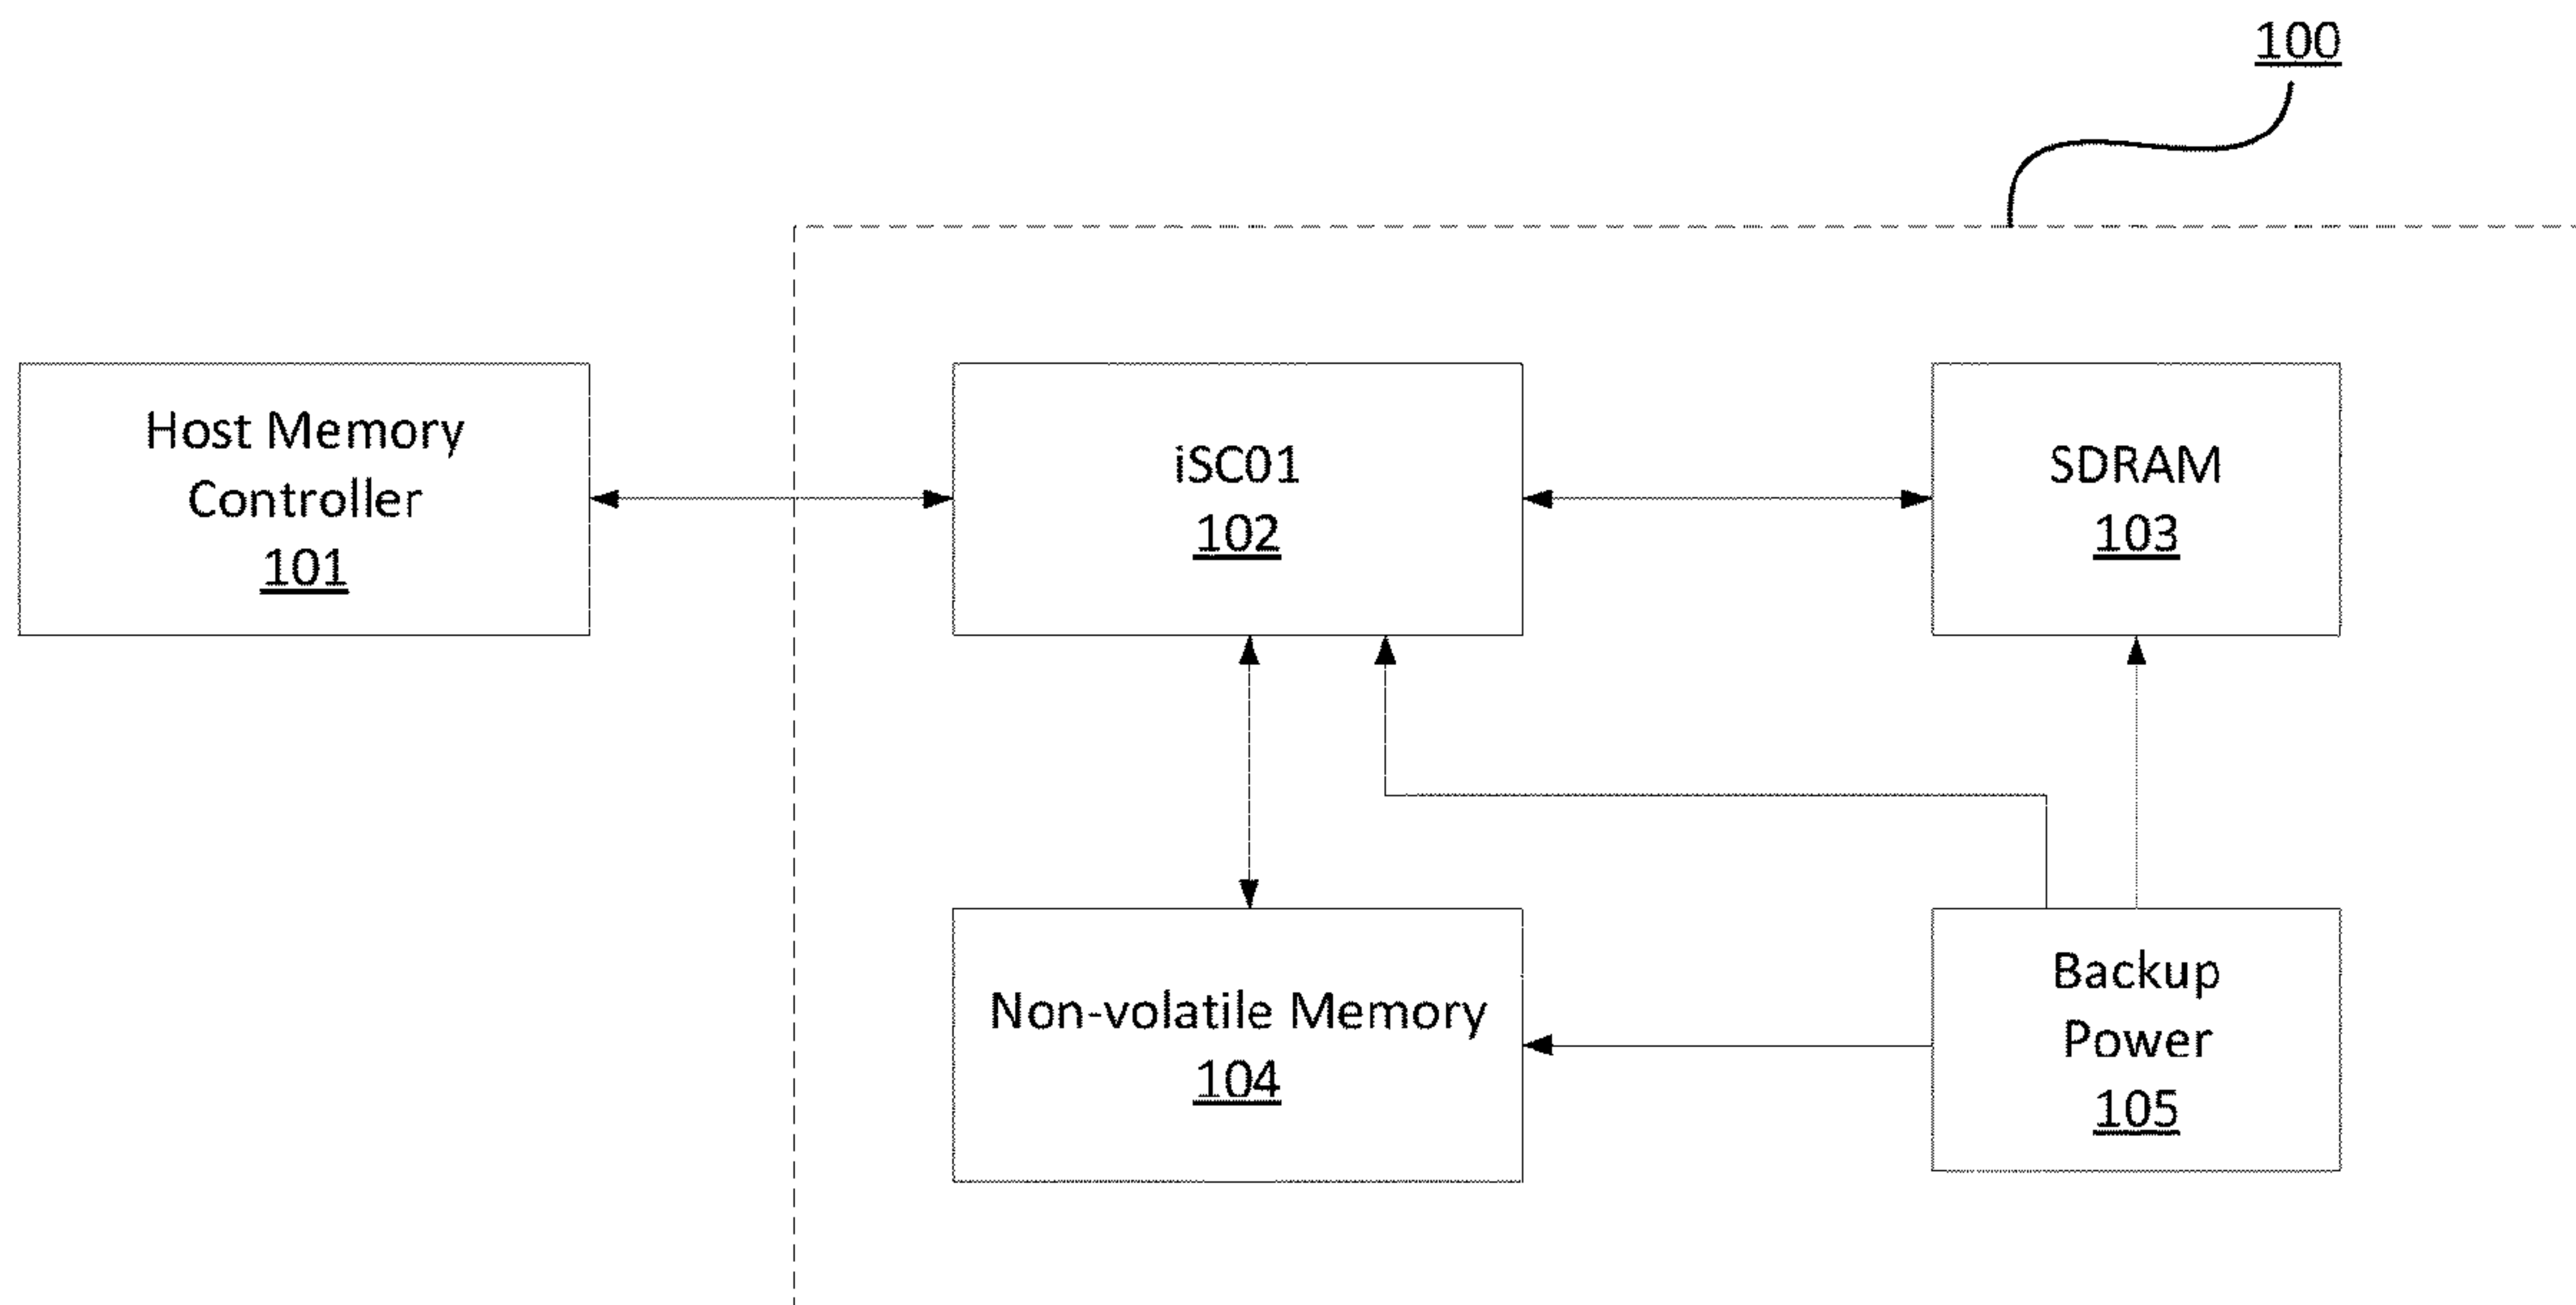 100
Host Memory
Controller
101
iSC01
102
SDRAM
103
Non-volatile Memory
104
Backup
Power
105